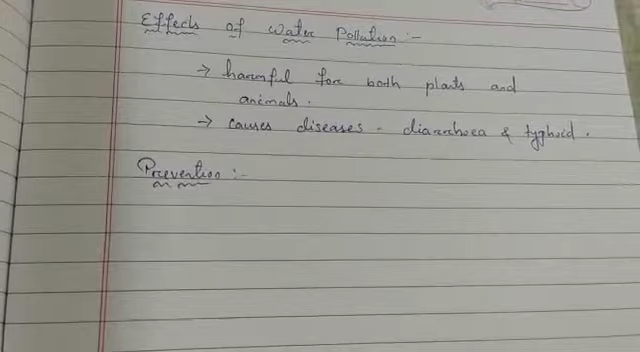 Effects of Water Pollution :-
→ harmful for both plants and
animals.
→ causes diseases - diarrhoea & typhoid.
Prevention :-